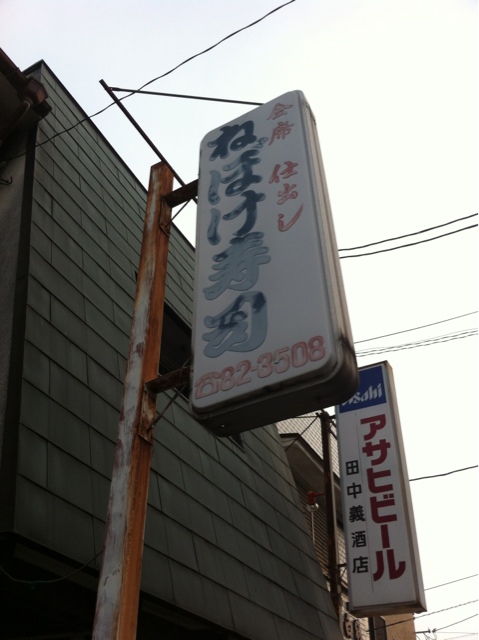 会席 仕出し
ねぼけ寿司
☎82-3508
Asahi
アサヒビール
田中義酒店